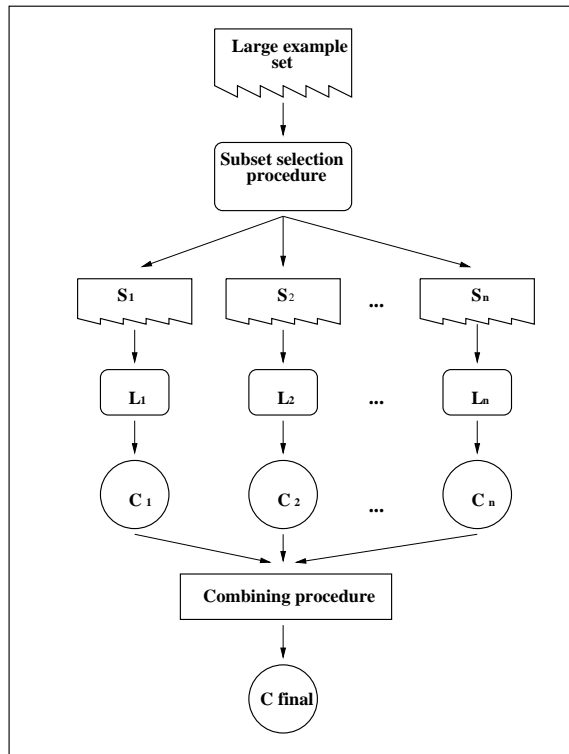 Large example
set
Subset selection
procedure
S1 S2 ... Sn
L1 L2 ... Ln
C 1 C 2 ... C n
Combining procedure
C final